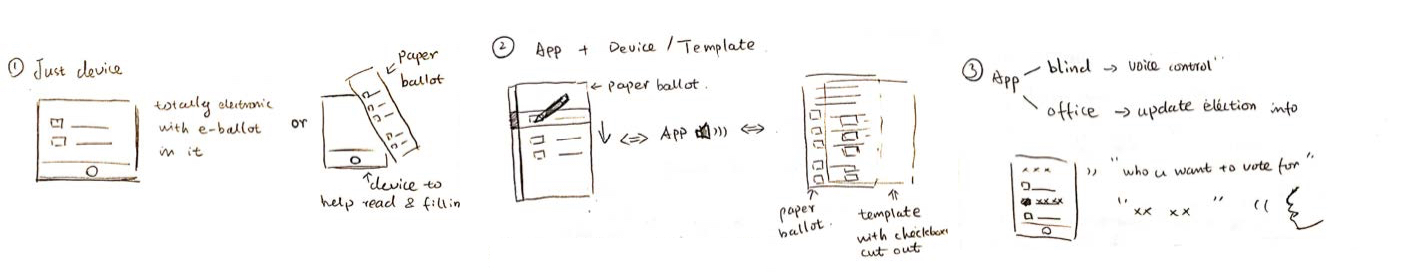 ① Just device
totally electronic
with e-ballot
in it
or
paper
ballot
device to
help read & fill in
② App + Device / Template
paper ballot.
App
paper
ballot.
template
with checkbox
cut out
③ App
blind → voice control
office → update election info
x x x
xxxx
"who u want to vote for"
"xx xx"